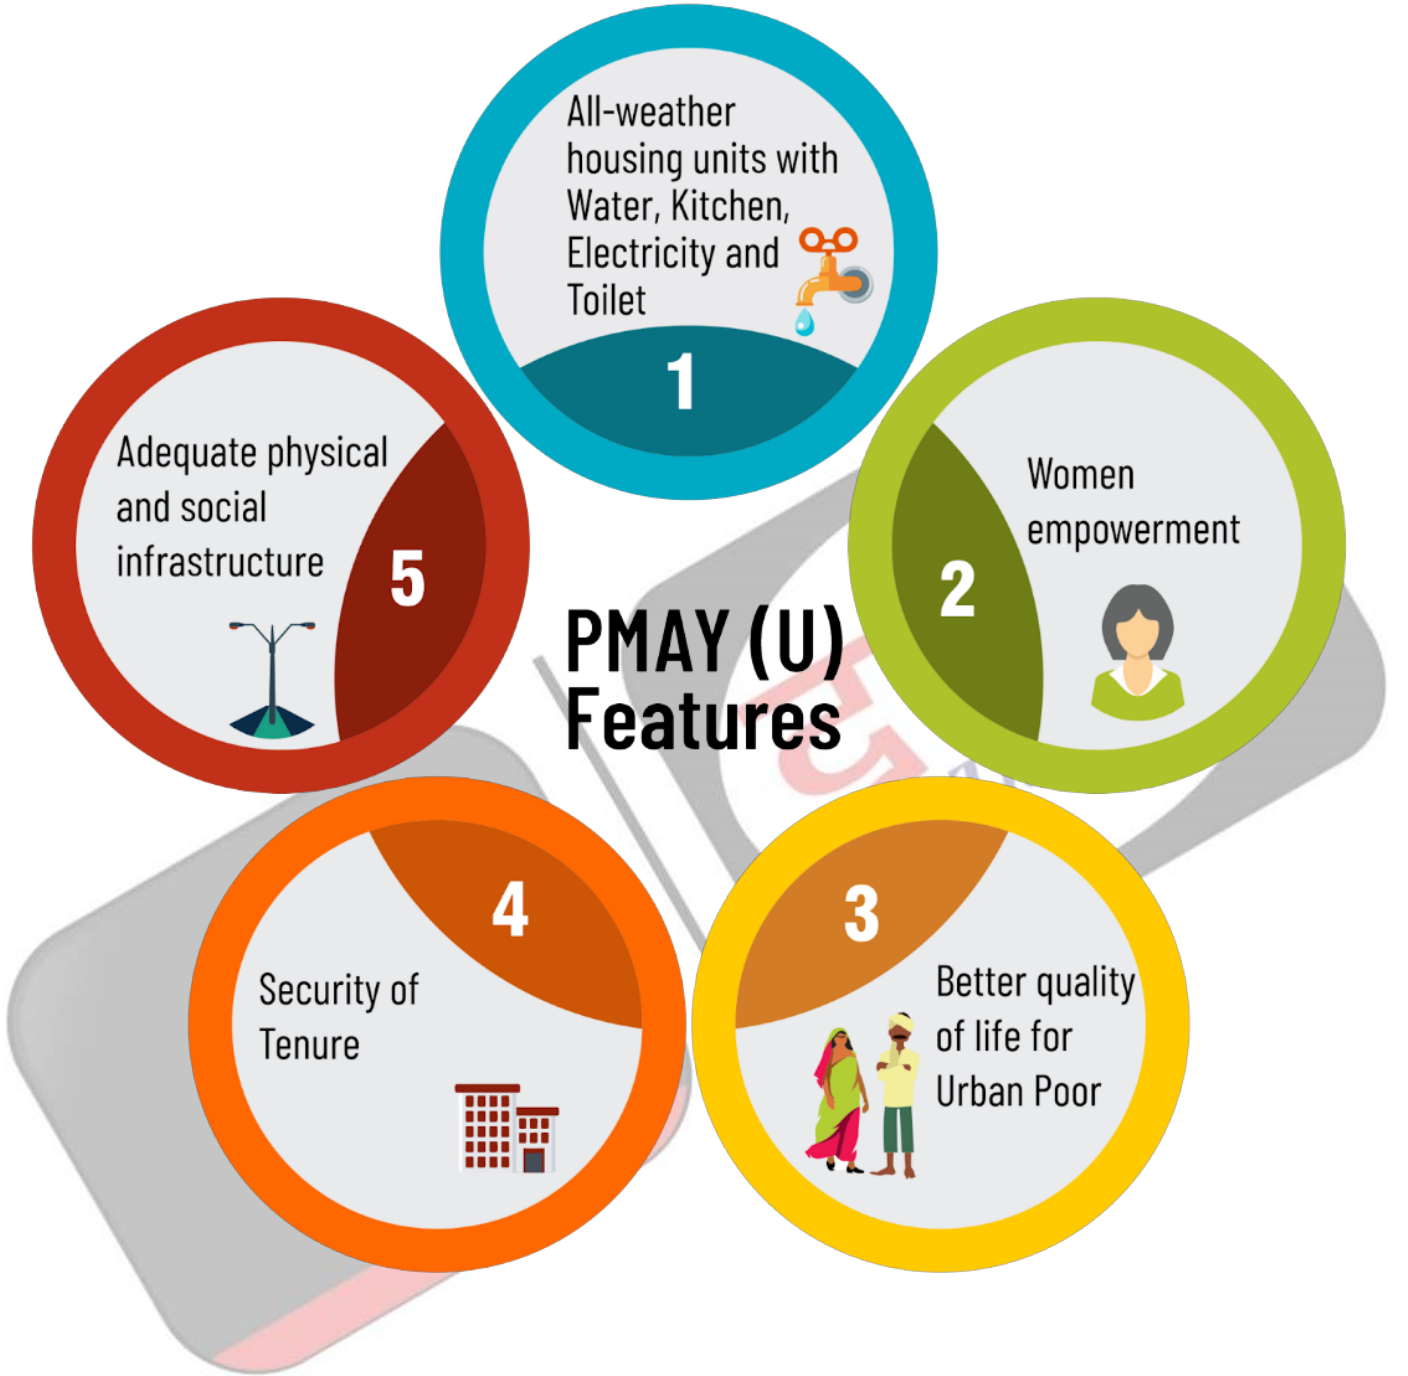 All-weather
housing units with
Water, Kitchen,
Electricity and
Toilet
1
Women
empowerment
2
PMAY (U)
Features
3
Better quality
of life for
Urban Poor
4
Security of
Tenure
Adequate physical
and social
infrastructure
5